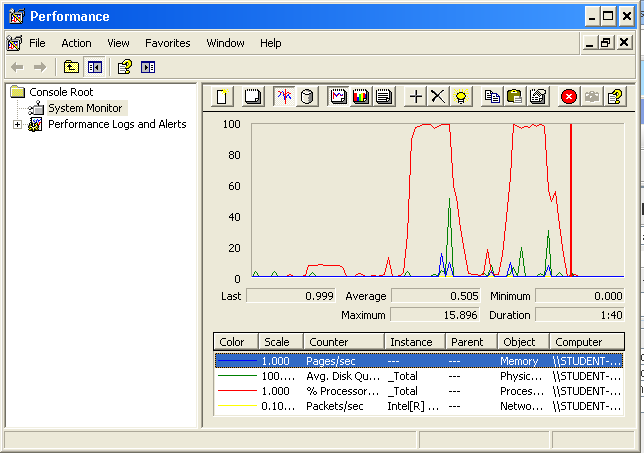 Performance
File Action View Favorites Window Help
Console Root
System Monitor
Performance Logs and Alerts
100
80
60
40
20
0
Last 0.999 Average 0.505 Minimum 0.000
Maximum 15.896 Duration 1:40
Color Scale Counter Instance Parent Object Computer
1.000 Pages/sec --- --- Memory \\STUDENT-...
100.... Avg. Disk Qu... _Total --- Physic... \\STUDENT-...
1.000 % Processor... _Total --- Proces... \\STUDENT-...
0.10... Packets/sec Intel[R] ... --- Netwo... \\STUDENT-...